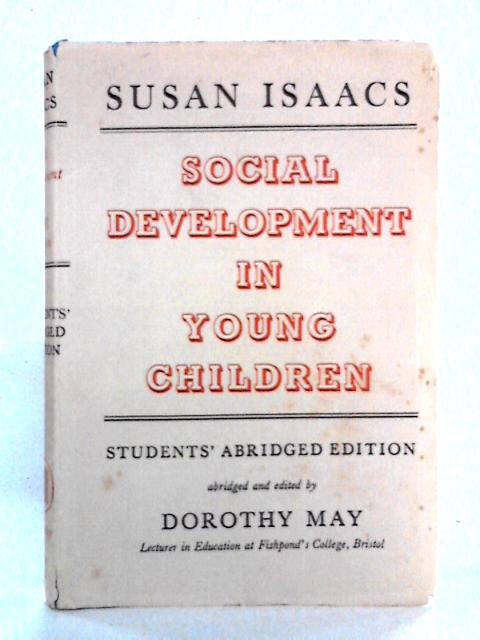 SUSAN ISAACS
SOCIAL
DEVELOPMENT
IN
YOUNG
CHILDREN
STUDENTS' ABRIDGED EDITION
abridged and edited by
DOROTHY MAY
Lecturer in Education at Fishpond's College, Bristol